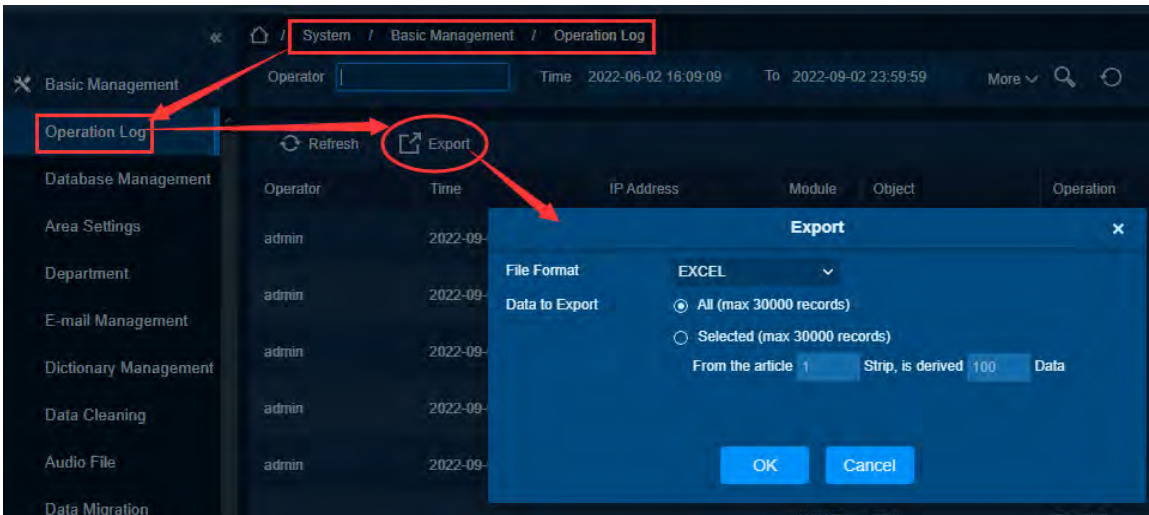 « / System / Basic Management / Operation Log
Basic Management
Operator Time 2022-06-02 16:09:09 To 2022-09-02 23:59:59 More
Operation Log
Refresh Export
Database Management
Operator Time IP Address Module Object Operation
Area Settings
Export ×
admin 2022-09-
File Format EXCEL
Department
admin 2022-09-
Data to Export All (max 30000 records)
E-mail Management
Selected (max 30000 records)
admin 2022-09-
Dictionary Management
From the article 1 Strip, is derived 100 Data
Data Cleaning
admin 2022-09-
Audio File
admin 2022-09-
OK Cancel
Data Migration